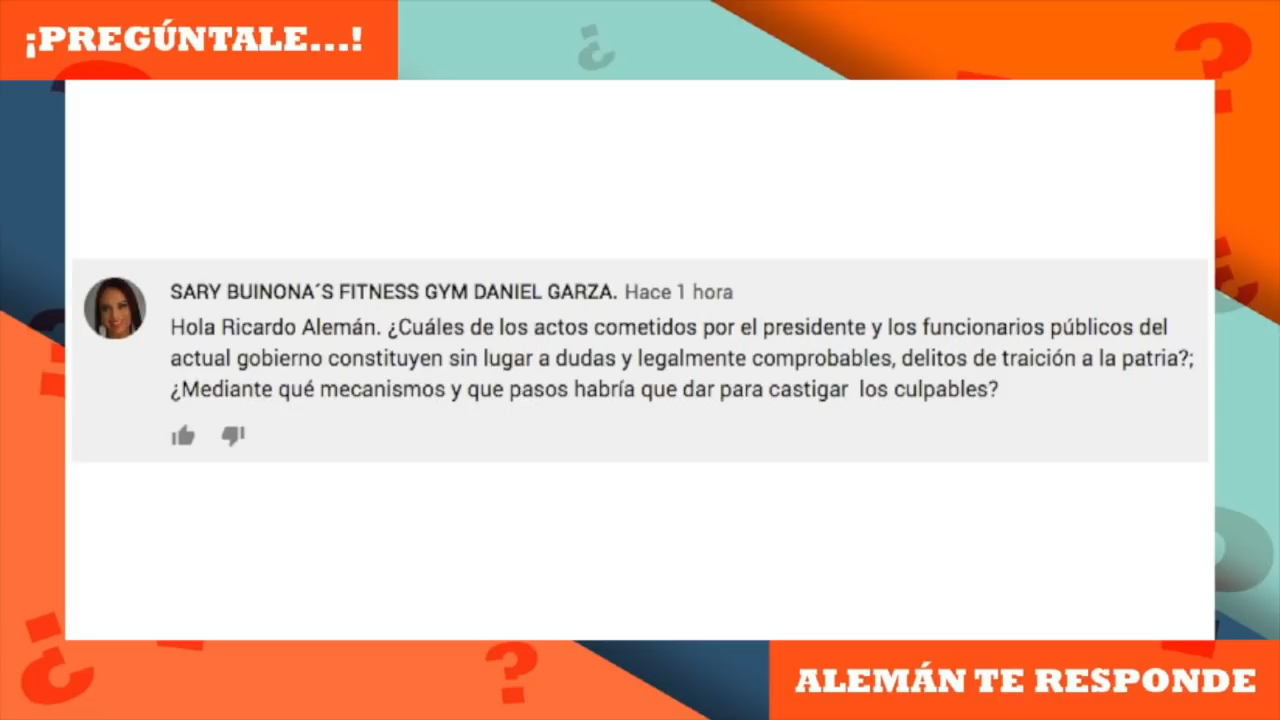 ¡PREGÚNTALE...!
SARY BUINONA´S FITNESS GYM DANIEL GARZA. Hace 1 hora
Hola Ricardo Alemán. ¿Cuáles de los actos cometidos por el presidente y los funcionarios públicos del
actual gobierno constituyen sin lugar a dudas y legalmente comprobables, delitos de traición a la patria?;
¿Mediante qué mecanismos y que pasos habría que dar para castigar los culpables?
ALEMÁN TE RESPONDE